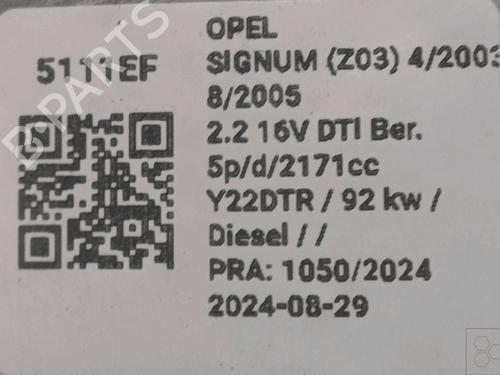 5111EF
OPEL
SIGNUM (Z03) 4/2003
8/2005
2.2 16V DTI Ber.
5p/d/2171cc
Y22DTR / 92 kw /
Diesel / /
PRA: 1050/2024
2024-08-29
B-PARTS